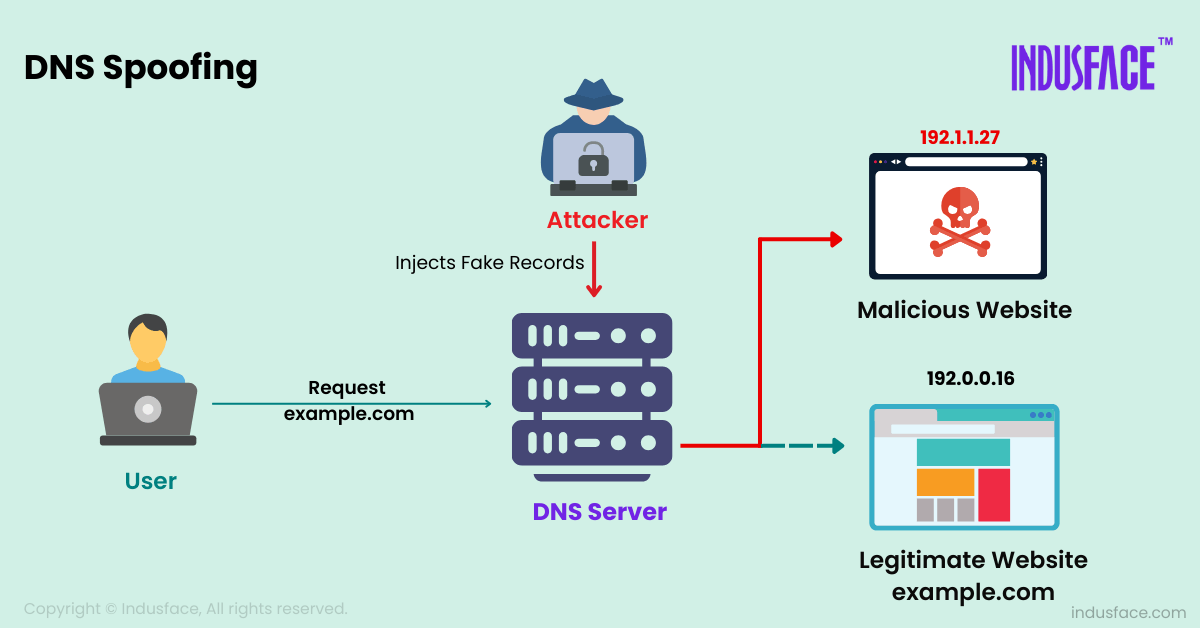 DNS Spoofing
INDUSFACE™
Attacker
Injects Fake Records
192.1.1.27
Malicious Website
Request
example.com
User
DNS Server
192.0.0.16
Legitimate Website
example.com
Copyright © Indusface, All rights reserved.
indusface.com